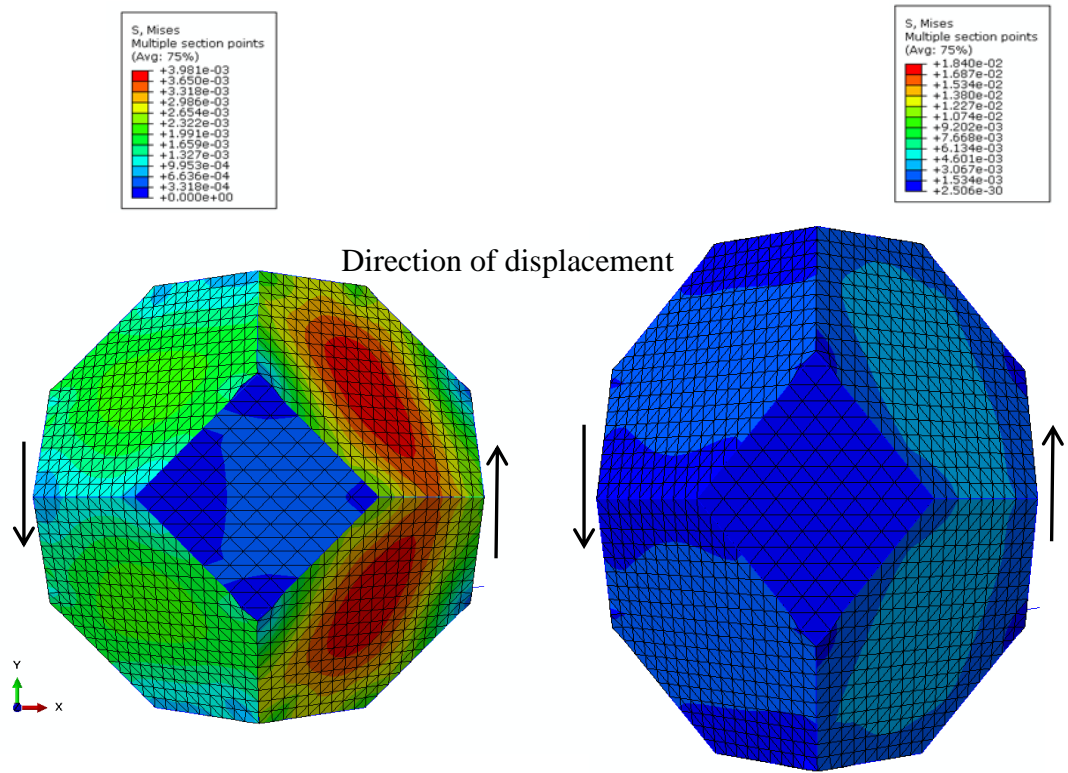 S, Mises
Multiple section points
(Avg: 75%)
+3.981e-03
+3.650e-03
+3.318e-03
+2.986e-03
+2.654e-03
+2.322e-03
+1.991e-03
+1.659e-03
+1.327e-03
+9.953e-04
+6.636e-04
+3.318e-04
+0.000e+00
S, Mises
Multiple section points
(Avg: 75%)
+1.840e-02
+1.687e-02
+1.534e-02
+1.380e-02
+1.227e-02
+1.074e-02
+9.202e-03
+7.668e-03
+6.134e-03
+4.601e-03
+3.067e-03
+1.534e-03
+2.506e-30
Direction of displacement
Y
X